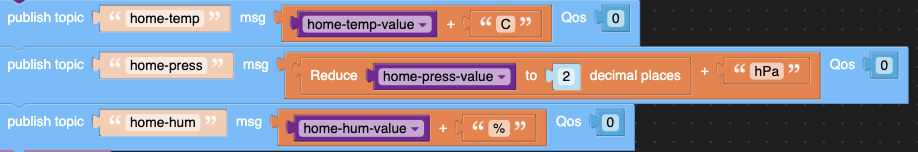 publish topic “ home-temp ” msg home-temp-value + “ C ” Qos 0
publish topic “ home-press ” msg Reduce home-press-value to 2 decimal places + “ hPa ” Qos 0
publish topic “ home-hum ” msg home-hum-value + “ % ” Qos 0